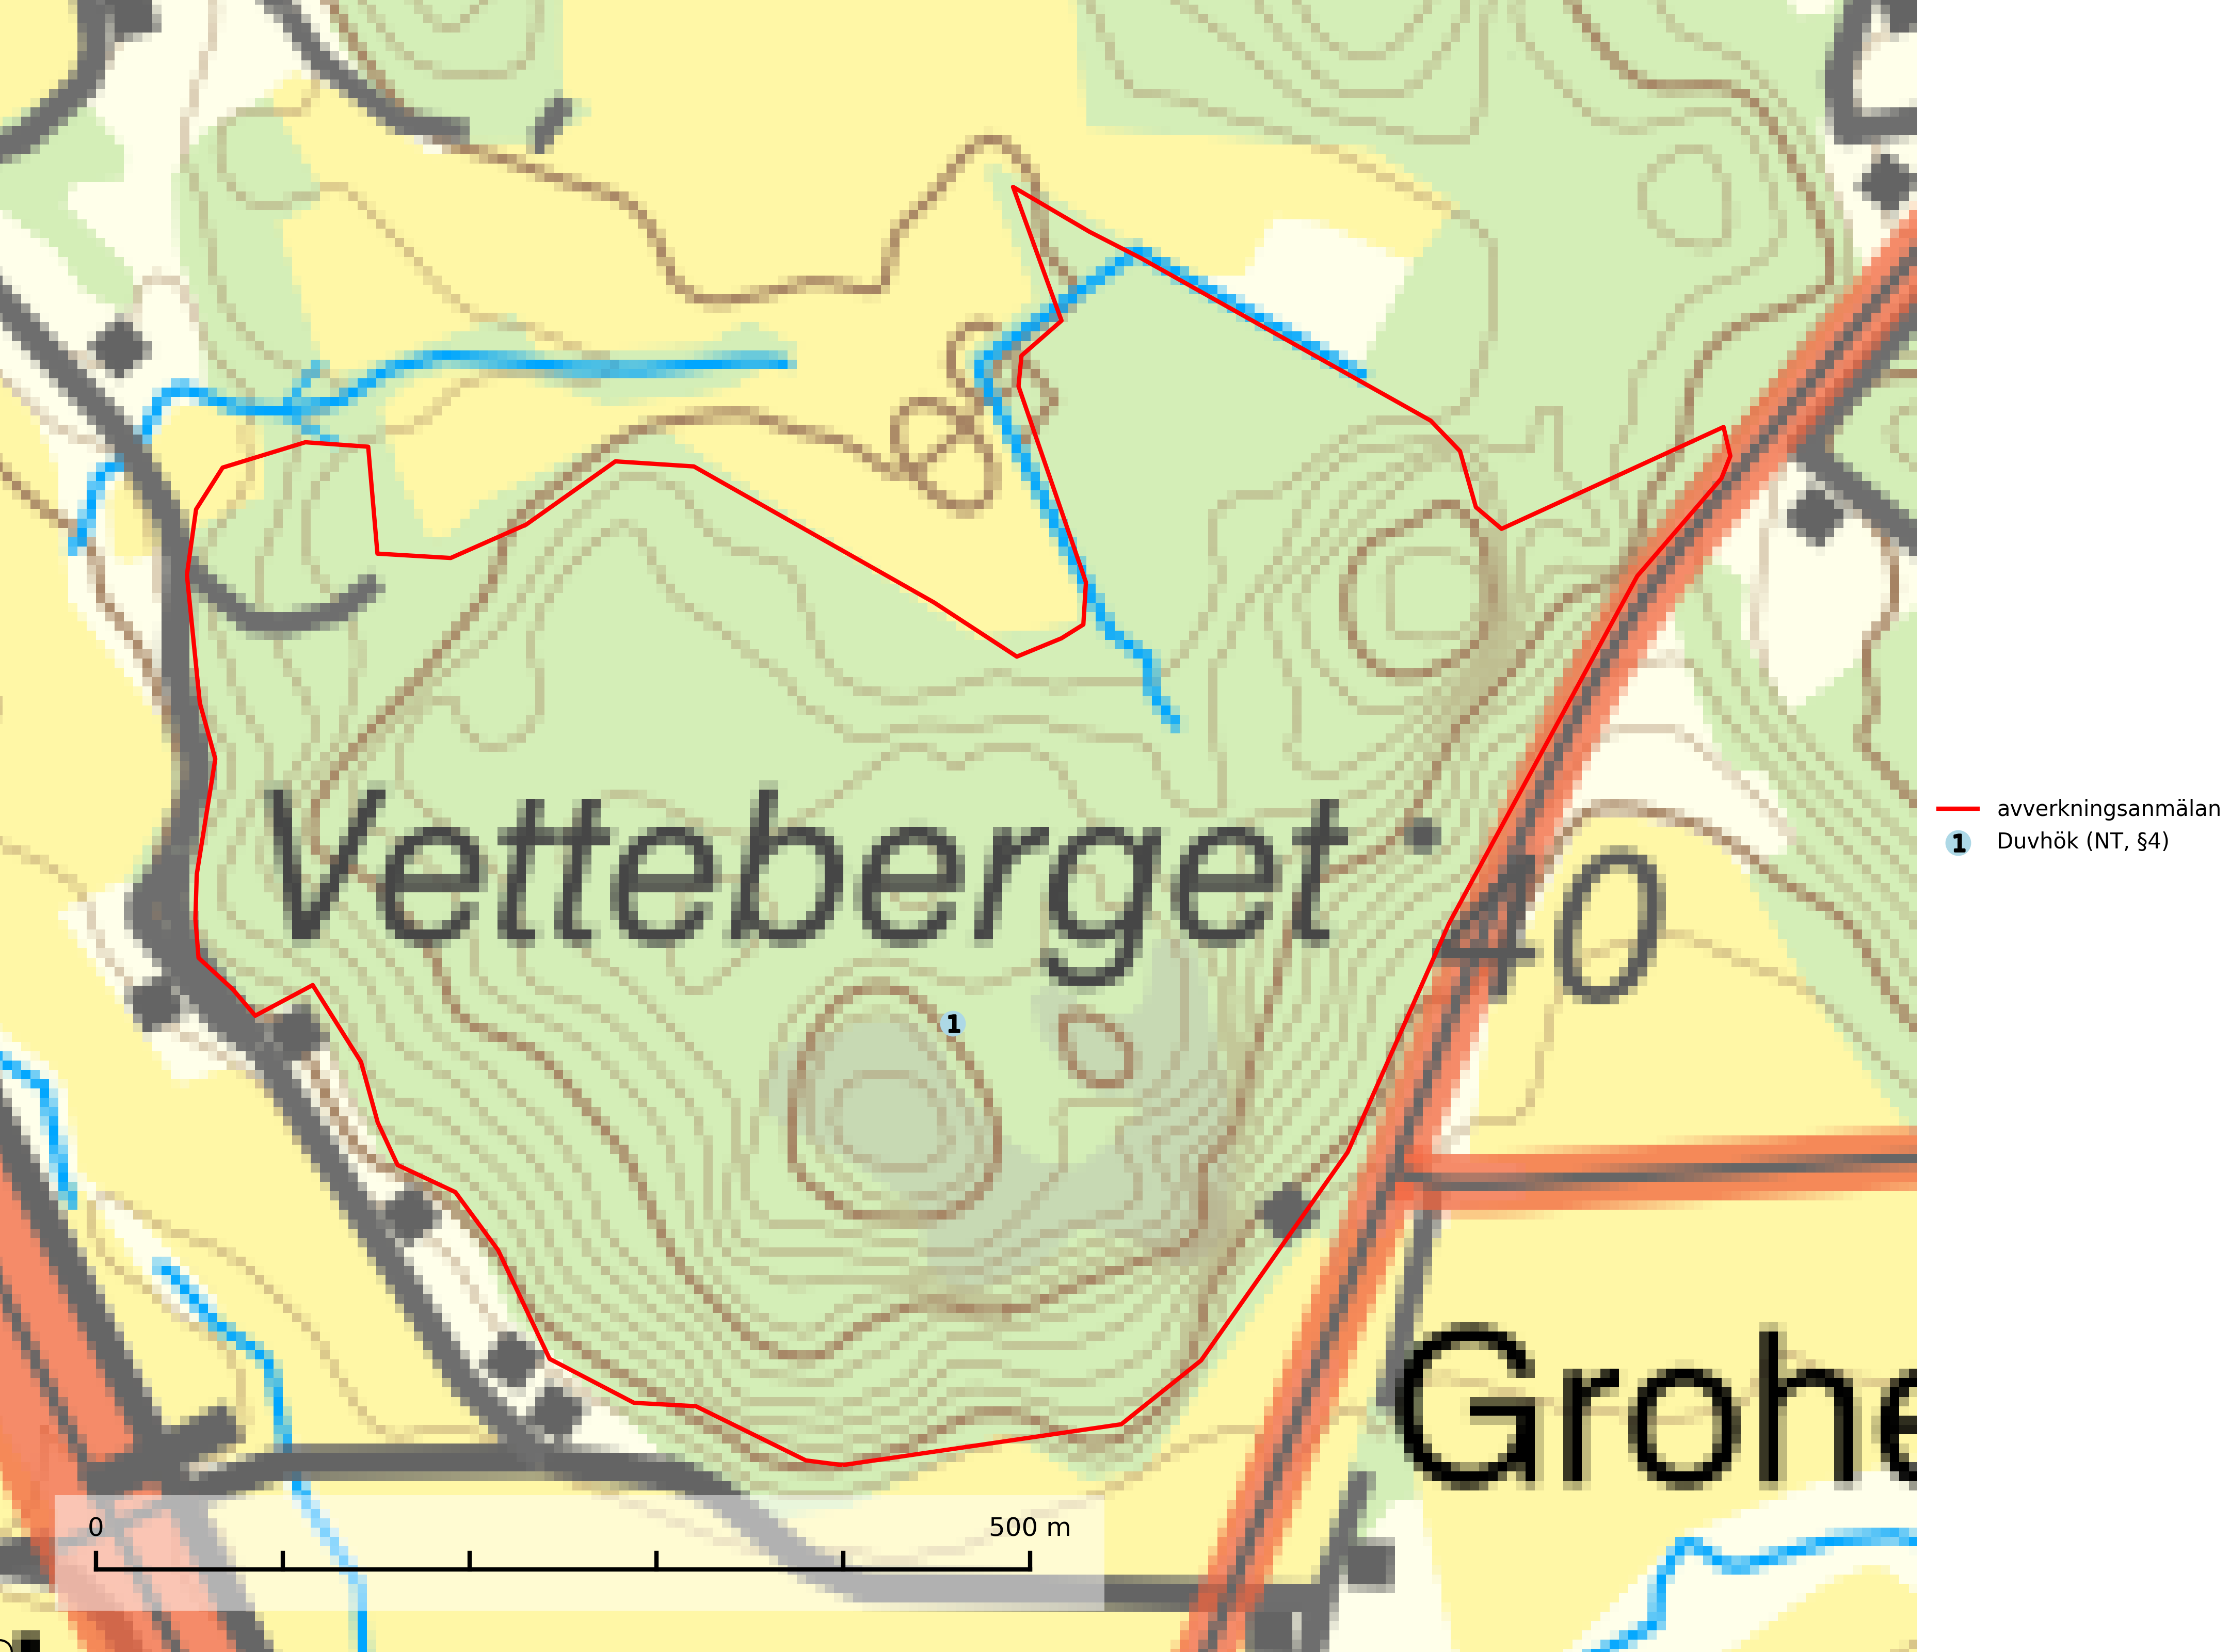 Vetteberget
1
40
Grohe
0
500 m
avverkningsanmälan
1 Duvhök (NT, §4)